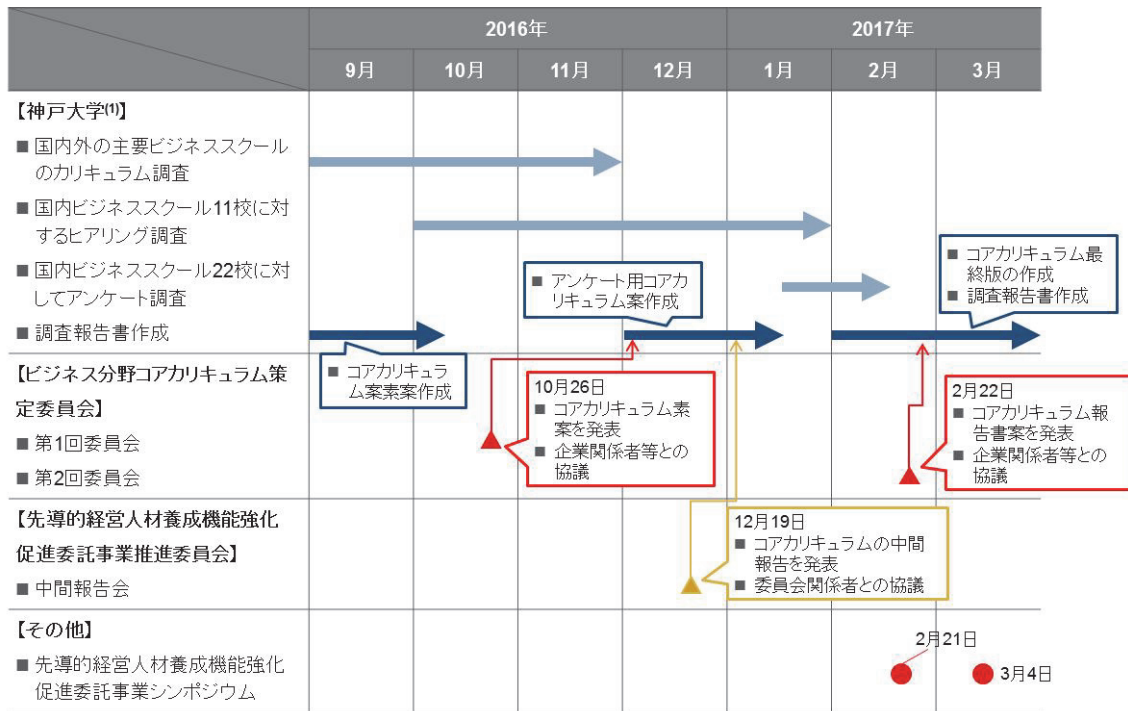 2016年
2017年
9月
10月
11月
12月
1月
2月
3月
【神戸大学(1)】
■ 国内外の主要ビジネススクール
のカリキュラム調査
■ 国内ビジネススクール11校に対
するヒアリング調査
■ 国内ビジネススクール22校に対
してアンケート調査
■ 調査報告書作成
■ アンケート用コアカ
リキュラム案作成
■ コアカリキュラム最
終版の作成
■ 調査報告書作成
■ コアカリキュラ
ム案素案作成
【ビジネス分野コアカリキュラム策
定委員会】
■ 第1回委員会
■ 第2回委員会
10月26日
■ コアカリキュラム素
案を発表
■ 企業関係者等との
協議
2月22日
■ コアカリキュラム報
告書案を発表
■ 企業関係者等との
協議
【先導的経営人材養成機能強化
促進委託事業推進委員会】
■ 中間報告会
12月19日
■ コアカリキュラムの中間
報告を発表
■ 委員会関係者との協議
【その他】
■ 先導的経営人材養成機能強化
促進委託事業シンポジウム
2月21日
3月4日